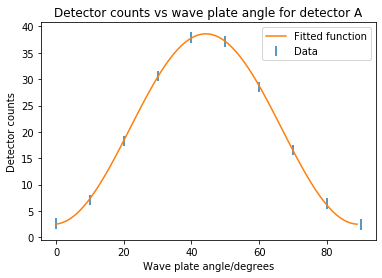 Detector counts vs wave plate angle for detector A
Fitted function
Data
Detector counts
40
35
30
25
20
15
10
5
0
0
20
40
60
80
Wave plate angle/degrees